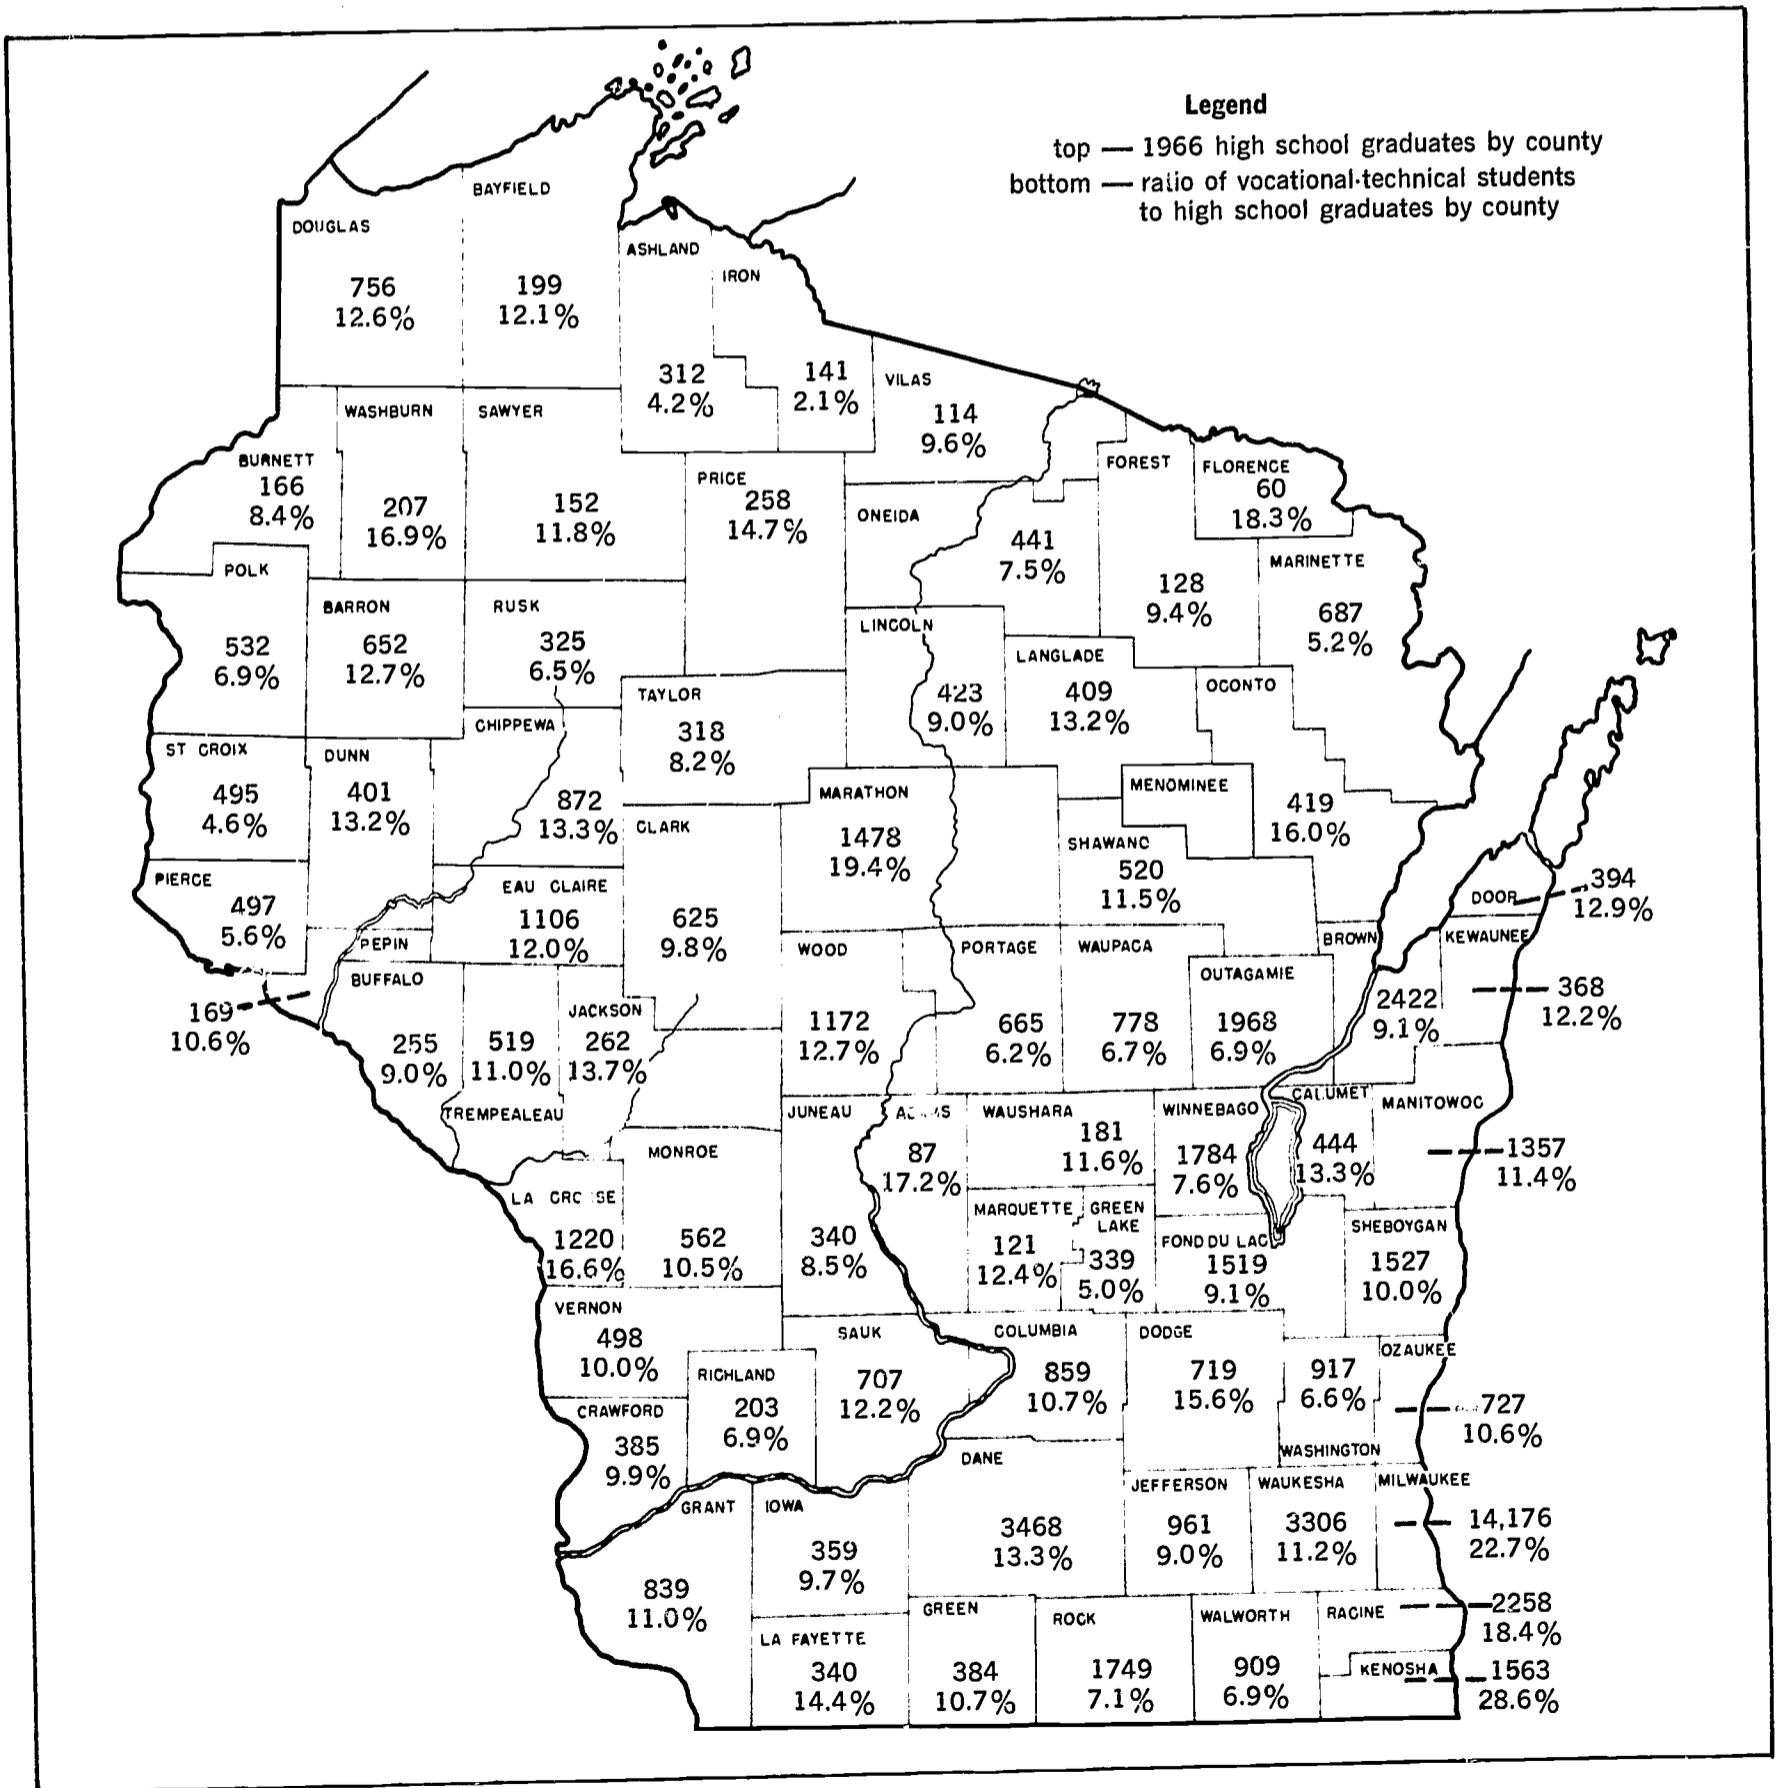 Legend
top — 1966 high school graduates by county
bottom — ratio of vocational-technical students
to high school graduates by county
BAYFIELD
199
12.1%
DOUGLAS
756
12.6%
ASHLAND
312
4.2%
IRON
141
2.1%
VILAS
114
9.6%
WASHBURN
207
16.9%
SAWYER
152
11.8%
BURNETT
166
8.4%
PRICE
258
14.7%
ONEIDA
441
7.5%
FOREST
128
9.4%
FLORENCE
60
18.3%
MARINETTE
687
5.2%
POLK
532
6.9%
BARRON
652
12.7%
RUSK
325
6.5%
LINCOLN
423
9.0%
LANGLADE
409
13.2%
OCONTO
419
16.0%
TAYLOR
318
8.2%
CHIPPEWA
872
13.3%
ST CROIX
495
4.6%
DUNN
401
13.2%
MARATHON
1478
19.4%
MENOMINEE
CLARK
625
9.8%
SHAWANO
520
11.5%
PIERCE
497
5.6%
EAU CLAIRE
1106
12.0%
DOOR
394
12.9%
PEPIN
169
10.6%
WOOD
1172
12.7%
PORTAGE
665
6.2%
WAUPACA
778
6.7%
OUTAGAMIE
1968
6.9%
BROWN
2422
9.1%
KEWAUNEE
368
12.2%
BUFFALO
255
9.0%
519
11.0%
TREMPEALEAU
JACKSON
262
13.7%
JUNEAU
340
8.5%
87
17.2%
WAUSHARA
181
11.6%
WINNEBAGO
1784
7.6%
CALUMET
444
13.3%
MANITOWOC
1357
11.4%
MONROE
562
10.5%
LA
1220
16.6%
MARQUETTE
121
12.4%
GREEN
LAKE
339
5.0%
FOND DU LAC
1519
9.1%
SHEBOYGAN
1527
10.0%
VERNON
498
10.0%
SAUK
707
12.2%
COLUMBIA
859
10.7%
DODGE
719
15.6%
917
6.6%
WASHINGTON
OZAUKEE
727
10.6%
RICHLAND
203
6.9%
CRAWFORD
385
9.9%
DANE
3468
13.3%
JEFFERSON
961
9.0%
WAUKESHA
3306
11.2%
MILWAUKEE
14,176
22.7%
GRANT
839
11.0%
IOWA
359
9.7%
LA FAYETTE
340
14.4%
GREEN
384
10.7%
ROCK
1749
7.1%
WALWORTH
909
6.9%
RACINE
2258
18.4%
KENOSHA
1563
28.6%